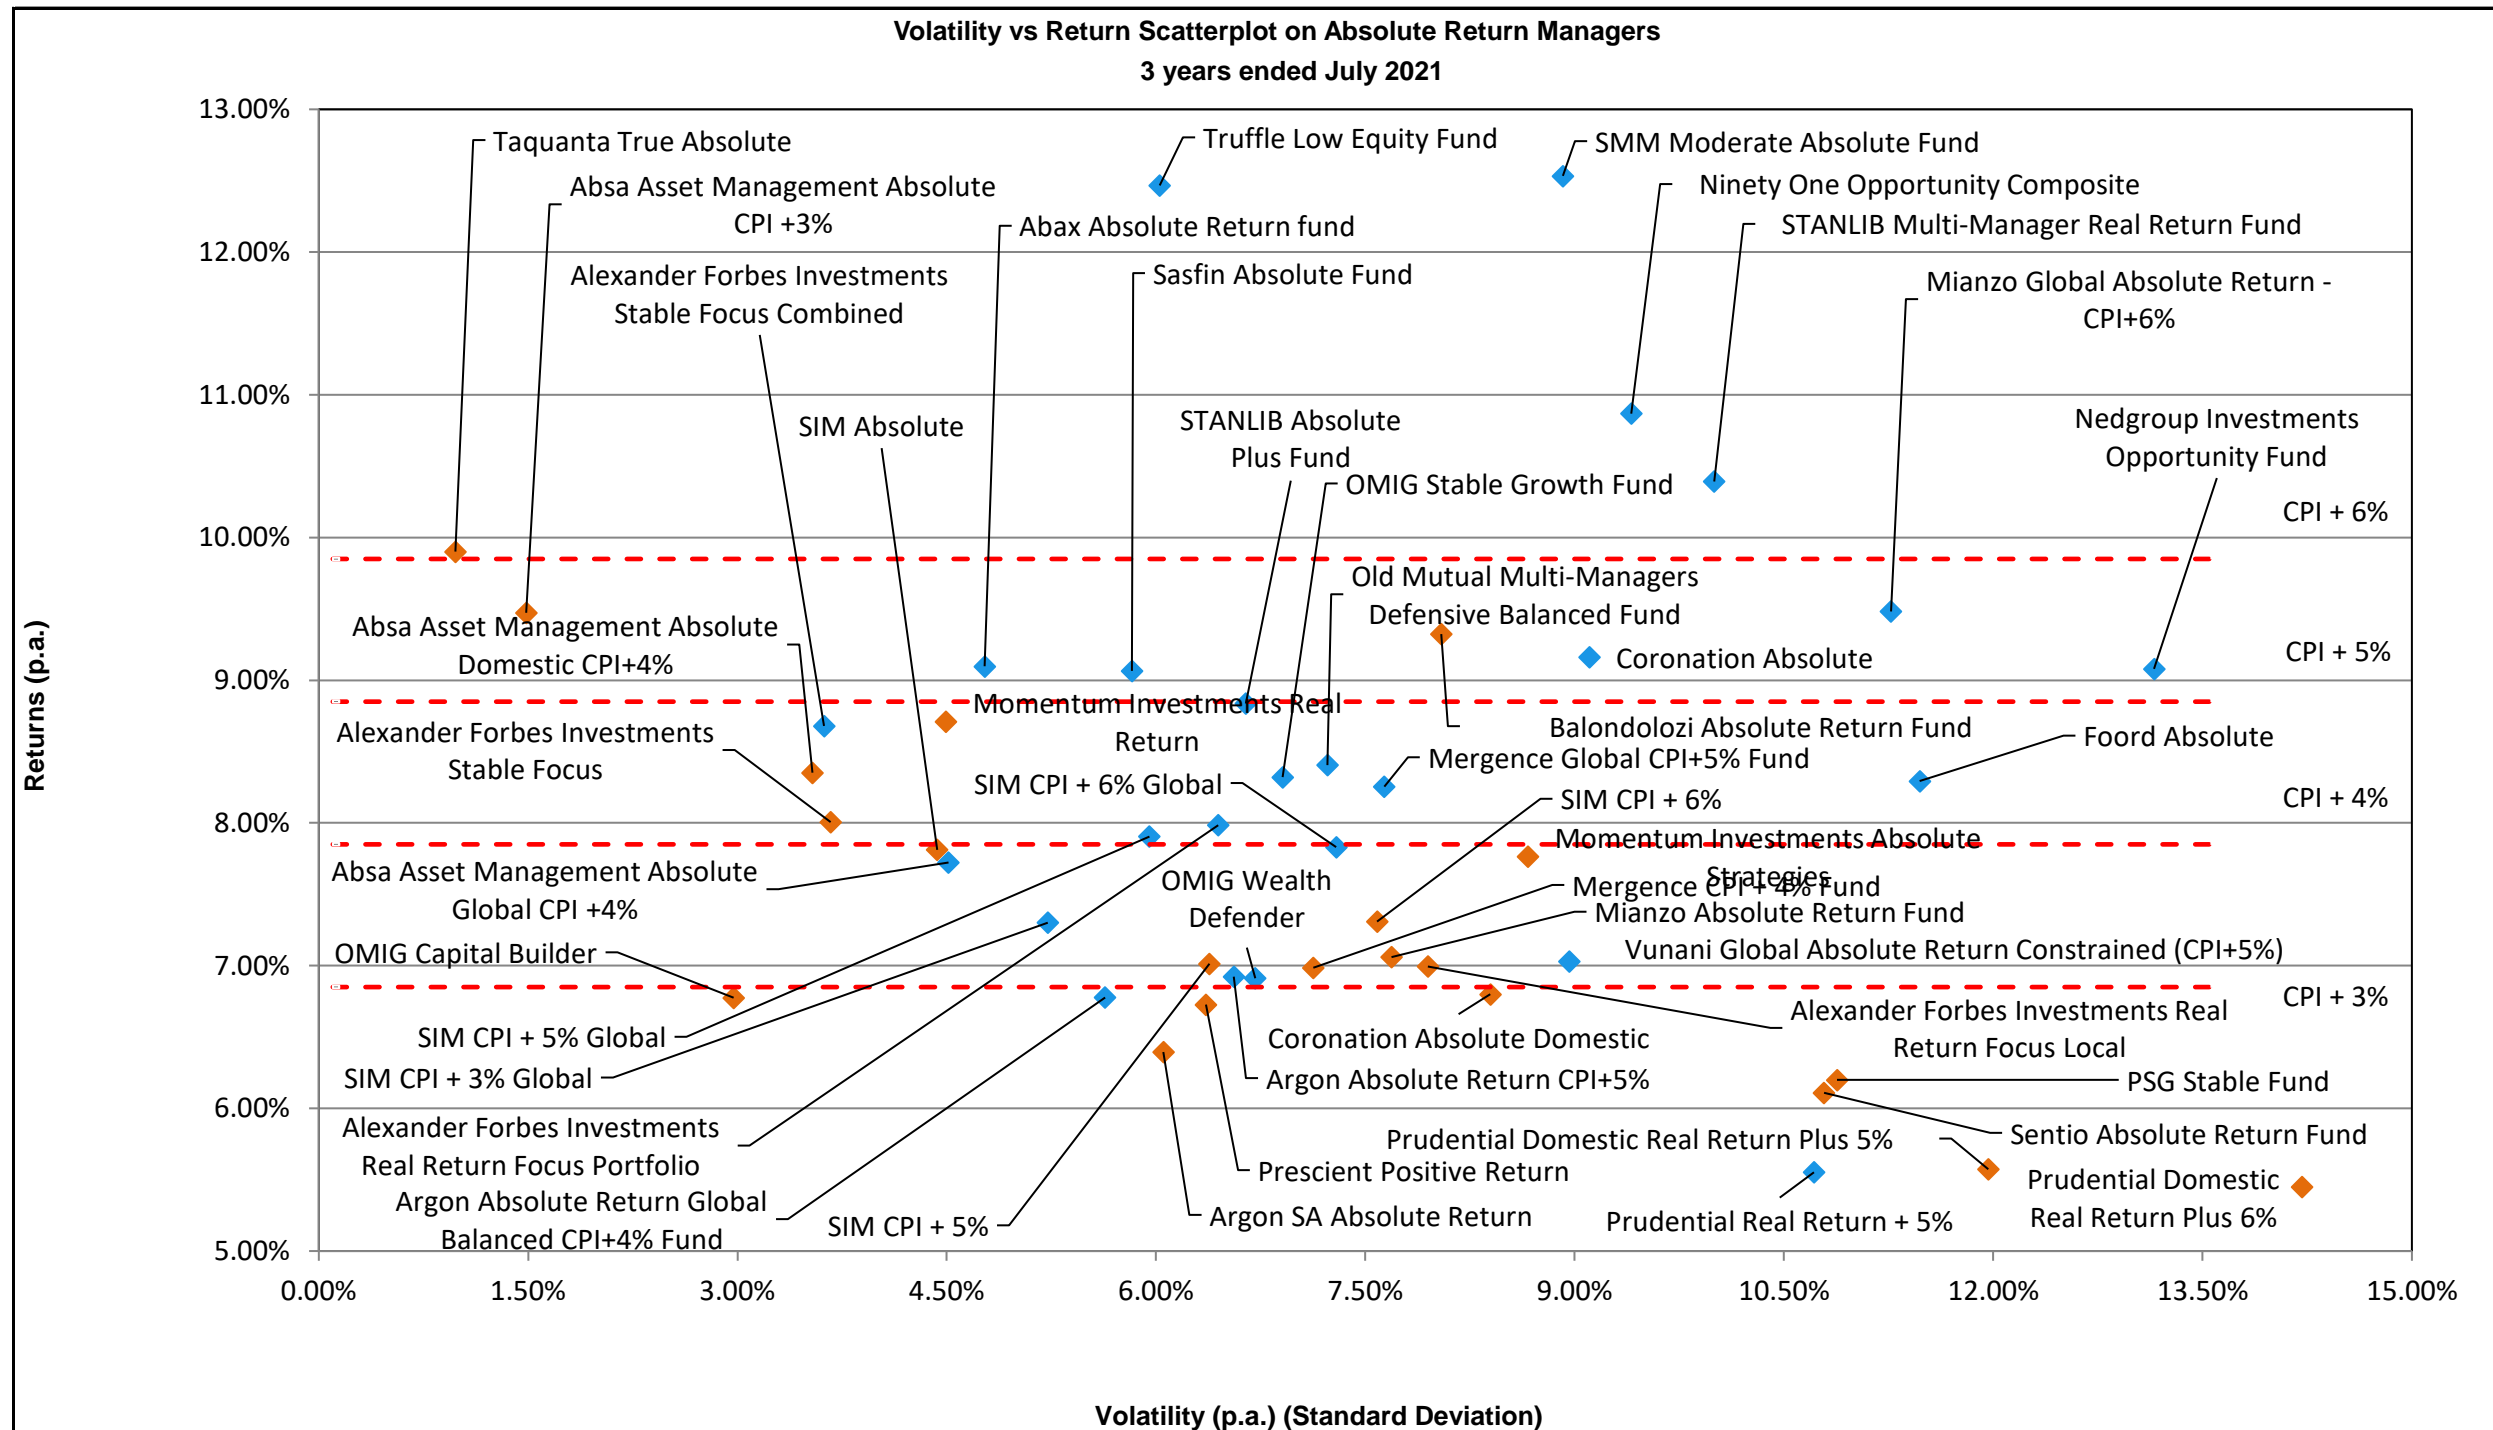 Volatility vs Return Scatterplot on Absolute Return Managers
3 years ended July 2021
13.00%
12.00%
11.00%
10.00%
9.00%
8.00%
7.00%
6.00%
5.00%
Returns (p.a.)
Taquanta True Absolute
Truffle Low Equity Fund
SMM Moderate Absolute Fund
Absa Asset Management Absolute
CPI +3%
Ninety One Opportunity Composite
Abax Absolute Return fund
STANLIB Multi-Manager Real Return Fund
Alexander Forbes Investments
Stable Focus Combined
Sasfin Absolute Fund
Mianzo Global Absolute Return -
CPI+6%
SIM Absolute
STANLIB Absolute
Plus Fund
Nedgroup Investments
Opportunity Fund
OMIG Stable Growth Fund
CPI + 6%
Old Mutual Multi-Managers
Defensive Balanced Fund
Absa Asset Management Absolute
Domestic CPI+4%
Coronation Absolute
CPI + 5%
Momentum Investments Real
Return
Alexander Forbes Investments
Stable Focus
Balondolozi Absolute Return Fund
Foord Absolute
Mergence Global CPI+5% Fund
SIM CPI + 6% Global
SIM CPI + 6%
CPI + 4%
Momentum Investments Absolute
Strategies
Absa Asset Management Absolute
Global CPI +4%
OMIG Wealth
Defender
Mergence CPI + 4% Fund
Mianzo Absolute Return Fund
OMIG Capital Builder
Vunani Global Absolute Return Constrained (CPI+5%)
CPI + 3%
Alexander Forbes Investments Real
Return Focus Local
SIM CPI + 5% Global
Coronation Absolute Domestic
SIM CPI + 3% Global
Argon Absolute Return CPI+5%
PSG Stable Fund
Alexander Forbes Investments
Real Return Focus Portfolio
Prudential Domestic Real Return Plus 5%
Sentio Absolute Return Fund
Prescient Positive Return
Argon Absolute Return Global
Balanced CPI+4% Fund
SIM CPI + 5%
Argon SA Absolute Return
Prudential Real Return + 5%
Prudential Domestic
Real Return Plus 6%
0.00%
1.50%
3.00%
4.50%
6.00%
7.50%
9.00%
10.50%
12.00%
13.50%
15.00%
Volatility (p.a.) (Standard Deviation)